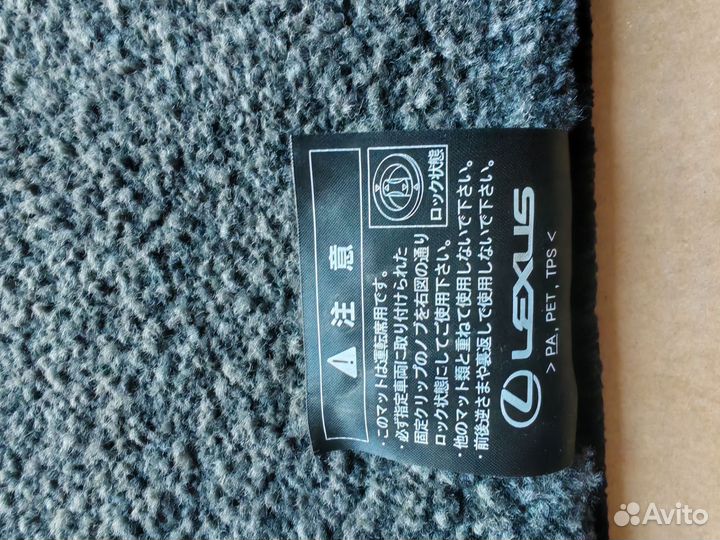 ⚠ 注意
ロック状態
・このマットは運転席用です。
・必ず指定車両に取り付けられた
固定クリップのノブを右図の通り
ロック状態にしてご使用下さい。
・他のマット類と重ねて使用しないで下さい。
・前後逆さまや裏返しで使用しないで下さい。
LEXUS
＞PA, PET, TPS＜
Avito